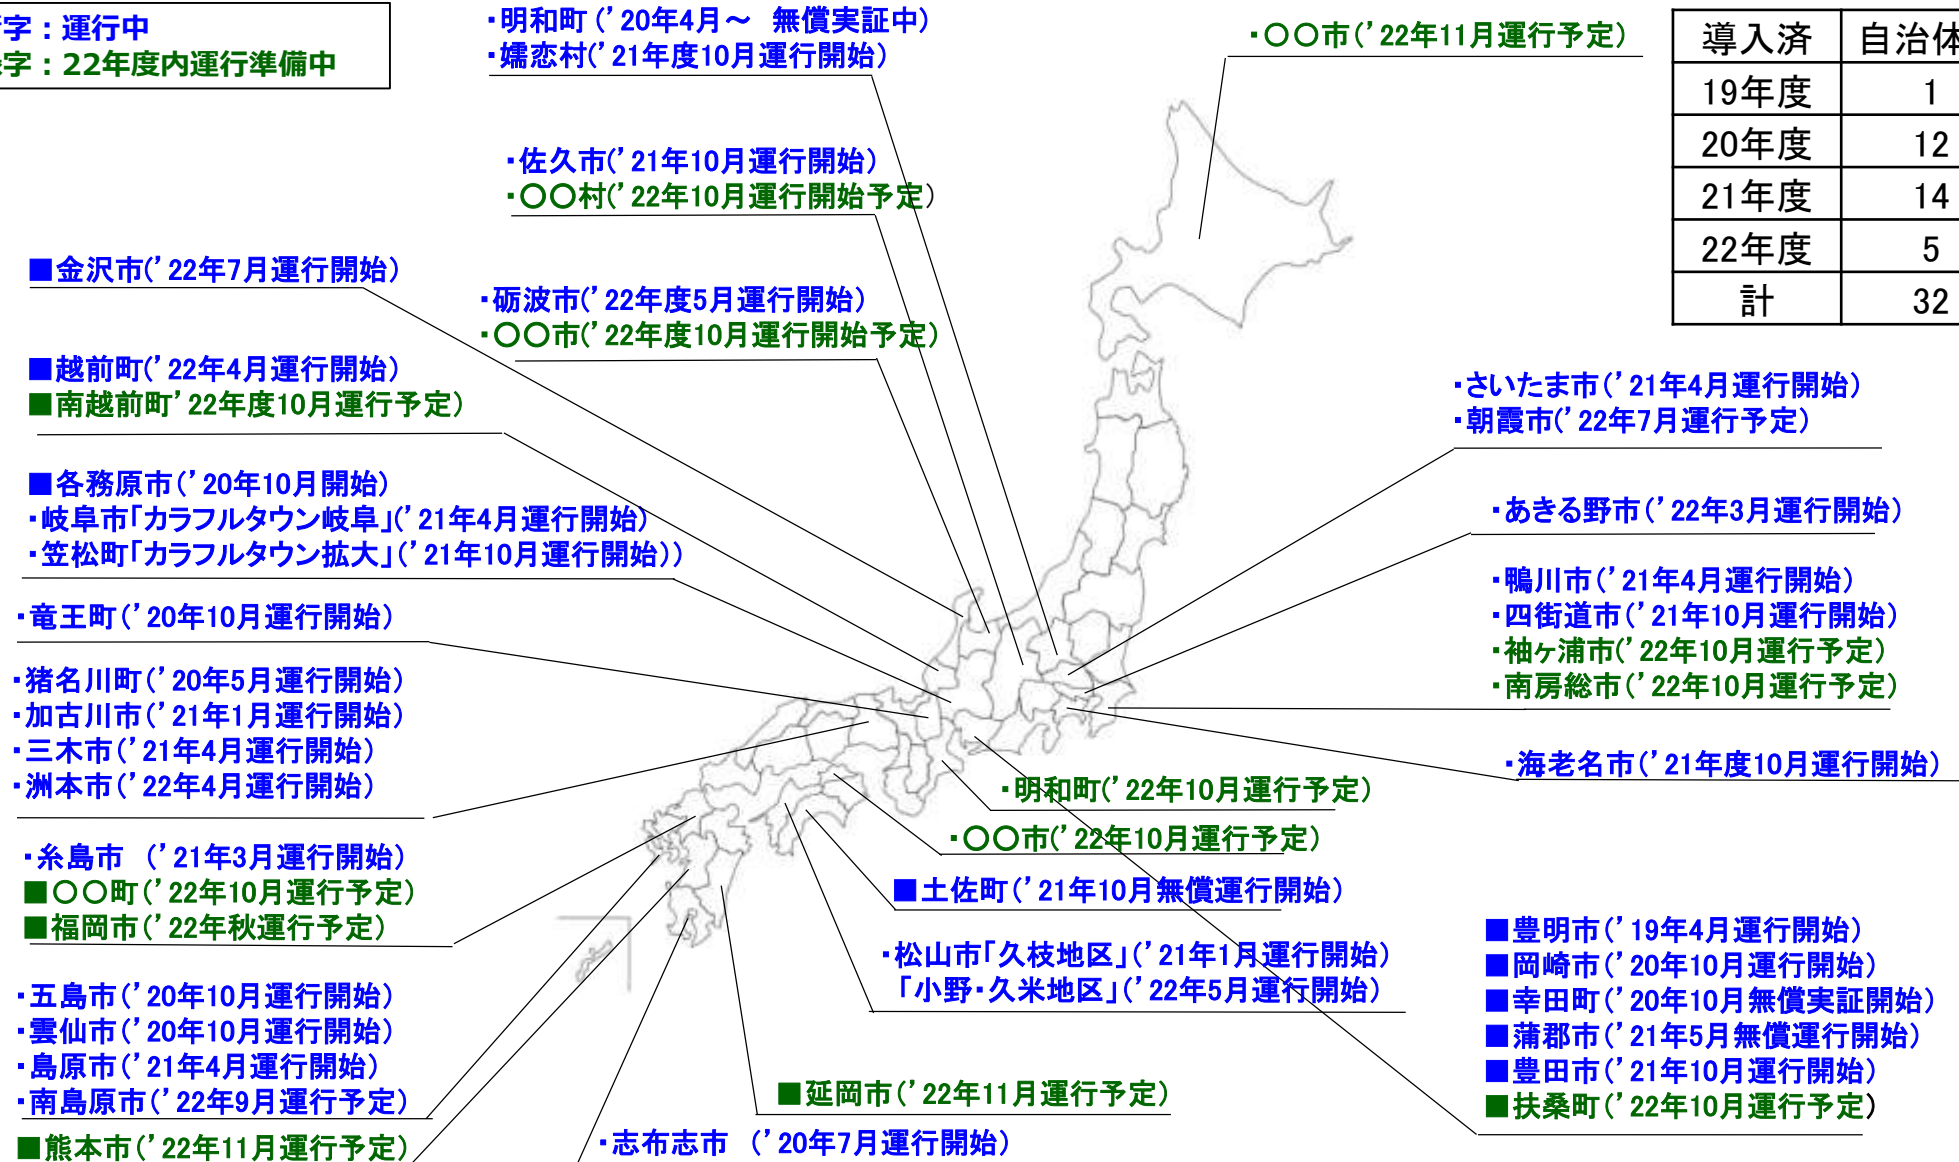 字：運行中
字：22年度内運行準備中
・明和町（’20年4月～　無償実証中）
・嬬恋村（’21年度10月運行開始）
・〇〇市（’22年11月運行予定）
導入済 自治体
19年度 1
20年度 12
21年度 14
22年度 5
計 32
・佐久市（’21年10月運行開始）
・〇〇村（’22年10月運行開始予定）
■金沢市（’22年7月運行開始）
・砺波市（’22年度5月運行開始）
・〇〇市（’22年度10月運行開始予定）
■越前町（’22年4月運行開始）
■南越前町’22年度10月運行予定）
・さいたま市（’21年4月運行開始）
・朝霞市（’22年7月運行予定）
■各務原市（’20年10月開始）
・岐阜市「カラフルタウン岐阜」（’21年4月運行開始）
・笠松町「カラフルタウン拡大」（’21年10月運行開始））
・あきる野市（’22年3月運行開始）
・竜王町（’20年10月運行開始）
・鴨川市（’21年4月運行開始）
・四街道市（’21年10月運行開始）
・袖ヶ浦市（’22年10月運行予定）
・南房総市（’22年10月運行予定）
・猪名川町（’20年5月運行開始）
・加古川市（’21年1月運行開始）
・三木市（’21年4月運行開始）
・洲本市（’22年4月運行開始）
・海老名市（’21年度10月運行開始）
・明和町（’22年10月運行予定）
・〇〇市（’22年10月運行予定）
・糸島市　（’21年3月運行開始）
■〇〇町（’22年10月運行予定）
■福岡市（’22年秋運行予定）
■土佐町（’21年10月無償運行開始）
・松山市「久枝地区」（’21年1月運行開始）
「小野・久米地区」（’22年5月運行開始）
■豊明市（’19年4月運行開始）
■岡崎市（’20年10月運行開始）
■幸田町（’20年10月無償実証開始）
■蒲郡市（’21年5月無償運行開始）
■豊田市（’21年10月運行開始）
■扶桑町（’22年10月運行予定）
・五島市（’20年10月運行開始）
・雲仙市（’20年10月運行開始）
・島原市（’21年4月運行開始）
・南島原市（’22年9月運行予定）
■熊本市（’22年11月運行予定）
■延岡市（’22年11月運行予定）
・志布志市　（’20年7月運行開始）